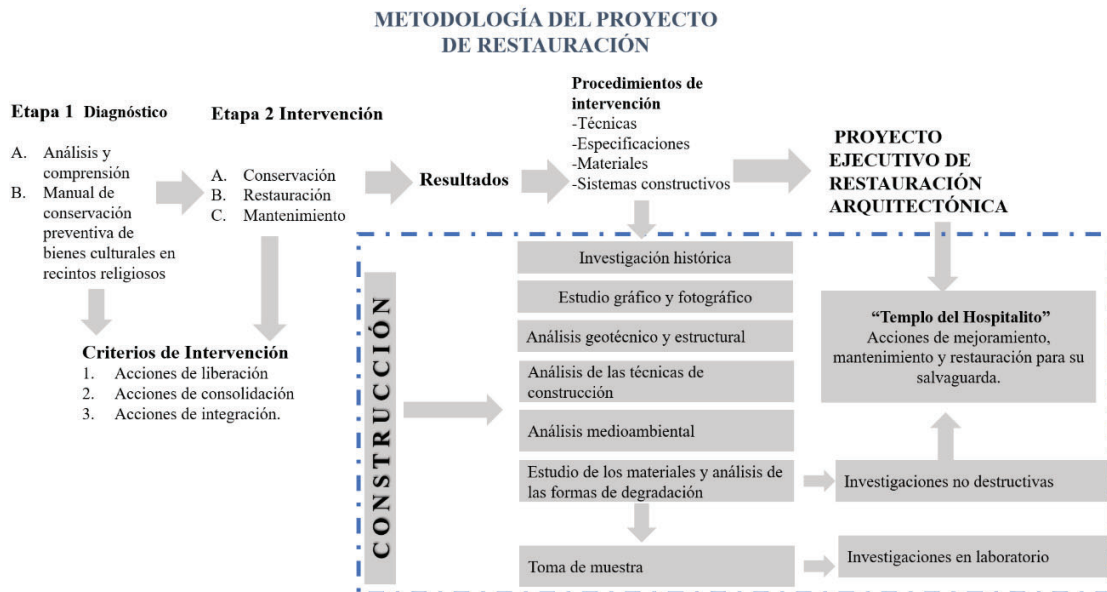 METODOLOGÍA DEL PROYECTO
DE RESTAURACIÓN
Etapa 1 Diagnóstico
A. Análisis y
comprensión
B. Manual de
conservación
preventiva de
bienes culturales en
recintos religiosos
Etapa 2 Intervención
A. Conservación
B. Restauración
C. Mantenimiento
Criterios de Intervención
1. Acciones de liberación
2. Acciones de consolidación
3. Acciones de integración.
Resultados
Procedimientos de
intervención
-Técnicas
-Especificaciones
-Materiales
-Sistemas constructivos
PROYECTO
EJECUTIVO DE
RESTAURACIÓN
ARQUITECTÓNICA
CONSTRUCCIÓN
Investigación histórica
Estudio gráfico y fotográfico
Análisis geotécnico y estructural
Análisis de las técnicas de
construcción
Análisis medioambiental
Estudio de los materiales y análisis de
las formas de degradación
Toma de muestra
“Templo del Hospitalito”
Acciones de mejoramiento,
mantenimiento y restauración para su
salvaguarda.
Investigaciones no destructivas
Investigaciones en laboratorio